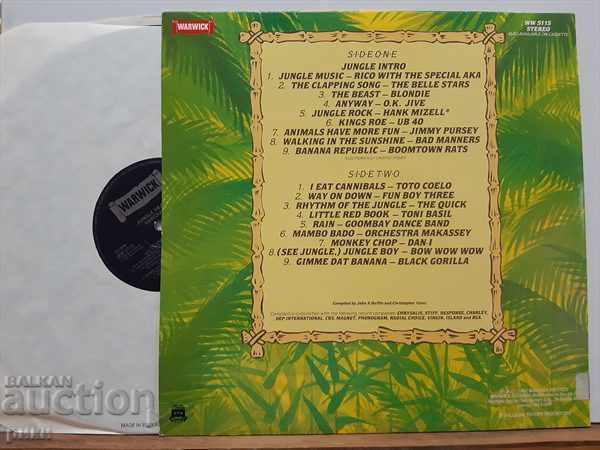 WARWICK
WW 5115
STEREO
ALSO AVAILABLE ON CASSETTE
SIDE ONE
JUNGLE INTRO
1. JUNGLE MUSIC – RICO WITH THE SPECIAL AKA
2. THE CLAPPING SONG – THE BELLE STARS
3. THE BEAST – BLONDIE
4. ANYWAY – O.K. JIVE
5. JUNGLE ROCK – HANK MIZELL*
6. KINGS ROE – UB 40
7. ANIMALS HAVE MORE FUN – JIMMY PURSEY
8. WALKING IN THE SUNSHINE – BAD MANNERS
9. BANANA REPUBLIC – BOOMTOWN RATS
SIDE TWO
1. I EAT CANNIBALS – TOTO COELO
2. WAY ON DOWN – FUN BOY THREE
3. RHYTHM OF THE JUNGLE – THE QUICK
4. LITTLE RED BOOK – TONI BASIL
5. RAIN – GOOMBAY DANCE BAND
6. MAMBO BADO – ORCHESTRA MAKASSEY
7. MONKEY CHOP – DAN-I
8. (SEE JUNGLE,) JUNGLE BOY – BOW WOW WOW
9. GIMME DAT BANANA – BLACK GORILLA
WARWICK
BALKAN
auction